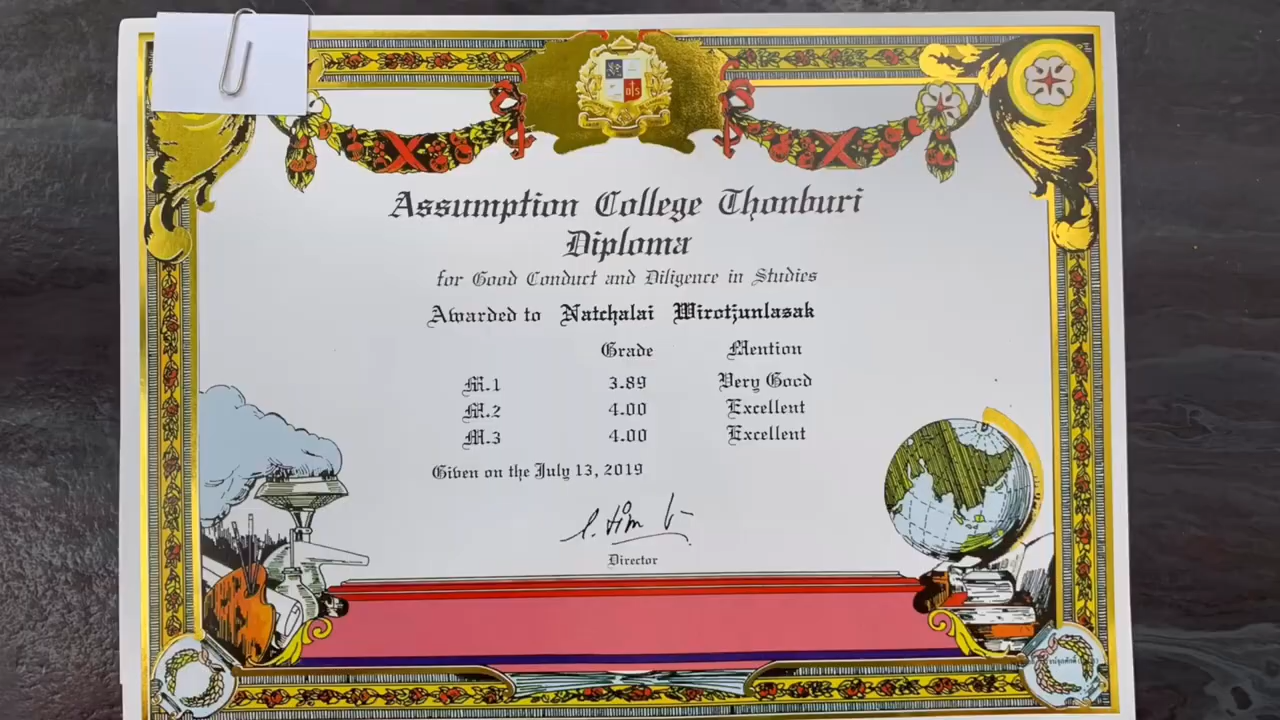 Assumption College Thonburi
Diploma
for Good Conduct and Diligence in Studies
Awarded to Natchalai Wirotjunlasak
Grade Mention
M.1 3.89 Very Good
M.2 4.00 Excellent
M.3 4.00 Excellent
Given on the July 13, 2019
Director